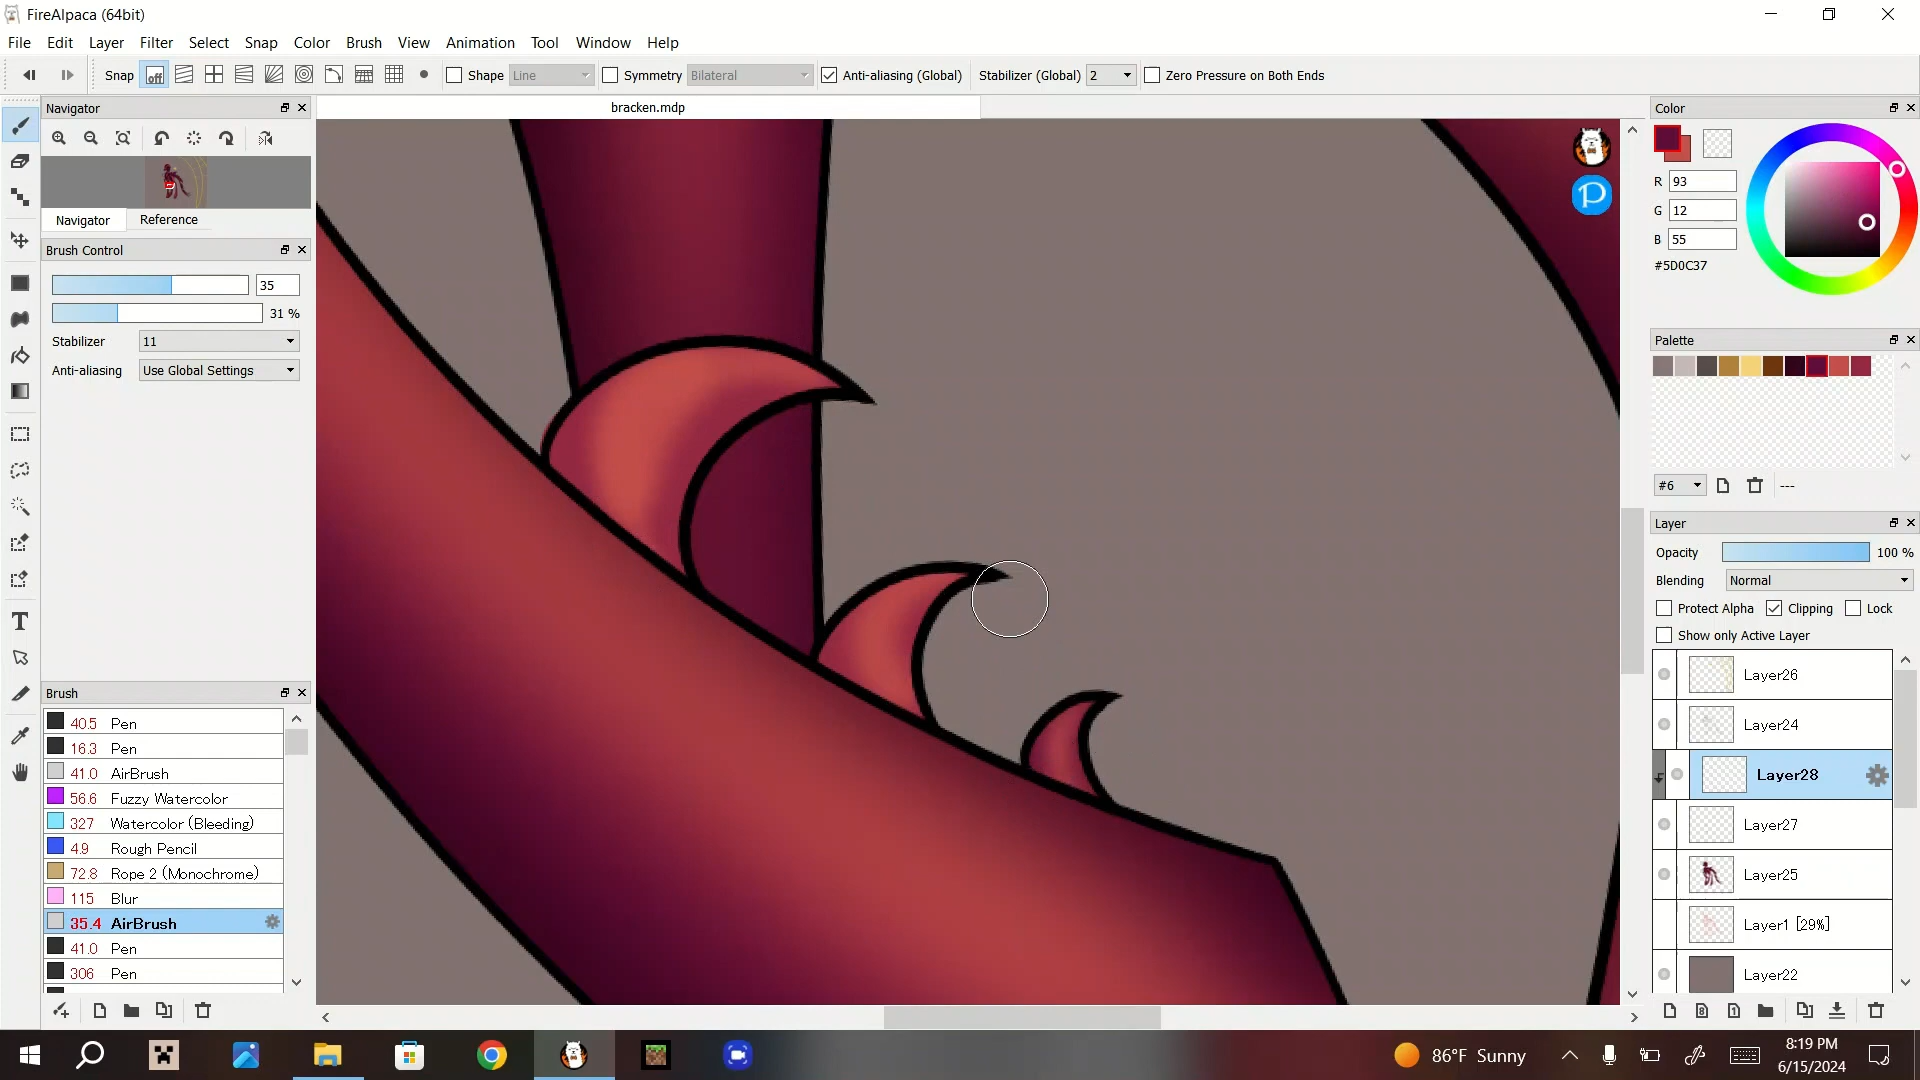 FireAlpaca (64bit)
File Edit Layer Filter Select Snap Color Brush View Animation Tool Window Help
Snap off Shape Line Symmetry Bilateral Anti-aliasing (Global) Stabilizer (Global) 2 Zero Pressure on Both Ends
Navigator
bracken.mdp
Color
R 93
G 12
B 55
#5D0C37
Navigator Reference
Brush Control
35
31 %
Stabilizer 11
Anti-aliasing Use Global Settings
Palette
#6 ---
Layer
Opacity 100 %
Blending Normal
Protect Alpha Clipping Lock
Show only Active Layer
Layer26
Layer24
Layer28
Layer27
Layer25
Layer1 [29%]
Layer22
Brush
40.5 Pen
16.3 Pen
41.0 AirBrush
56.6 Fuzzy Watercolor
327 Watercolor (Bleeding)
4.9 Rough Pencil
72.8 Rope 2 (Monochrome)
115 Blur
35.4 AirBrush
41.0 Pen
306 Pen
86°F Sunny
8:19 PM
6/15/2024